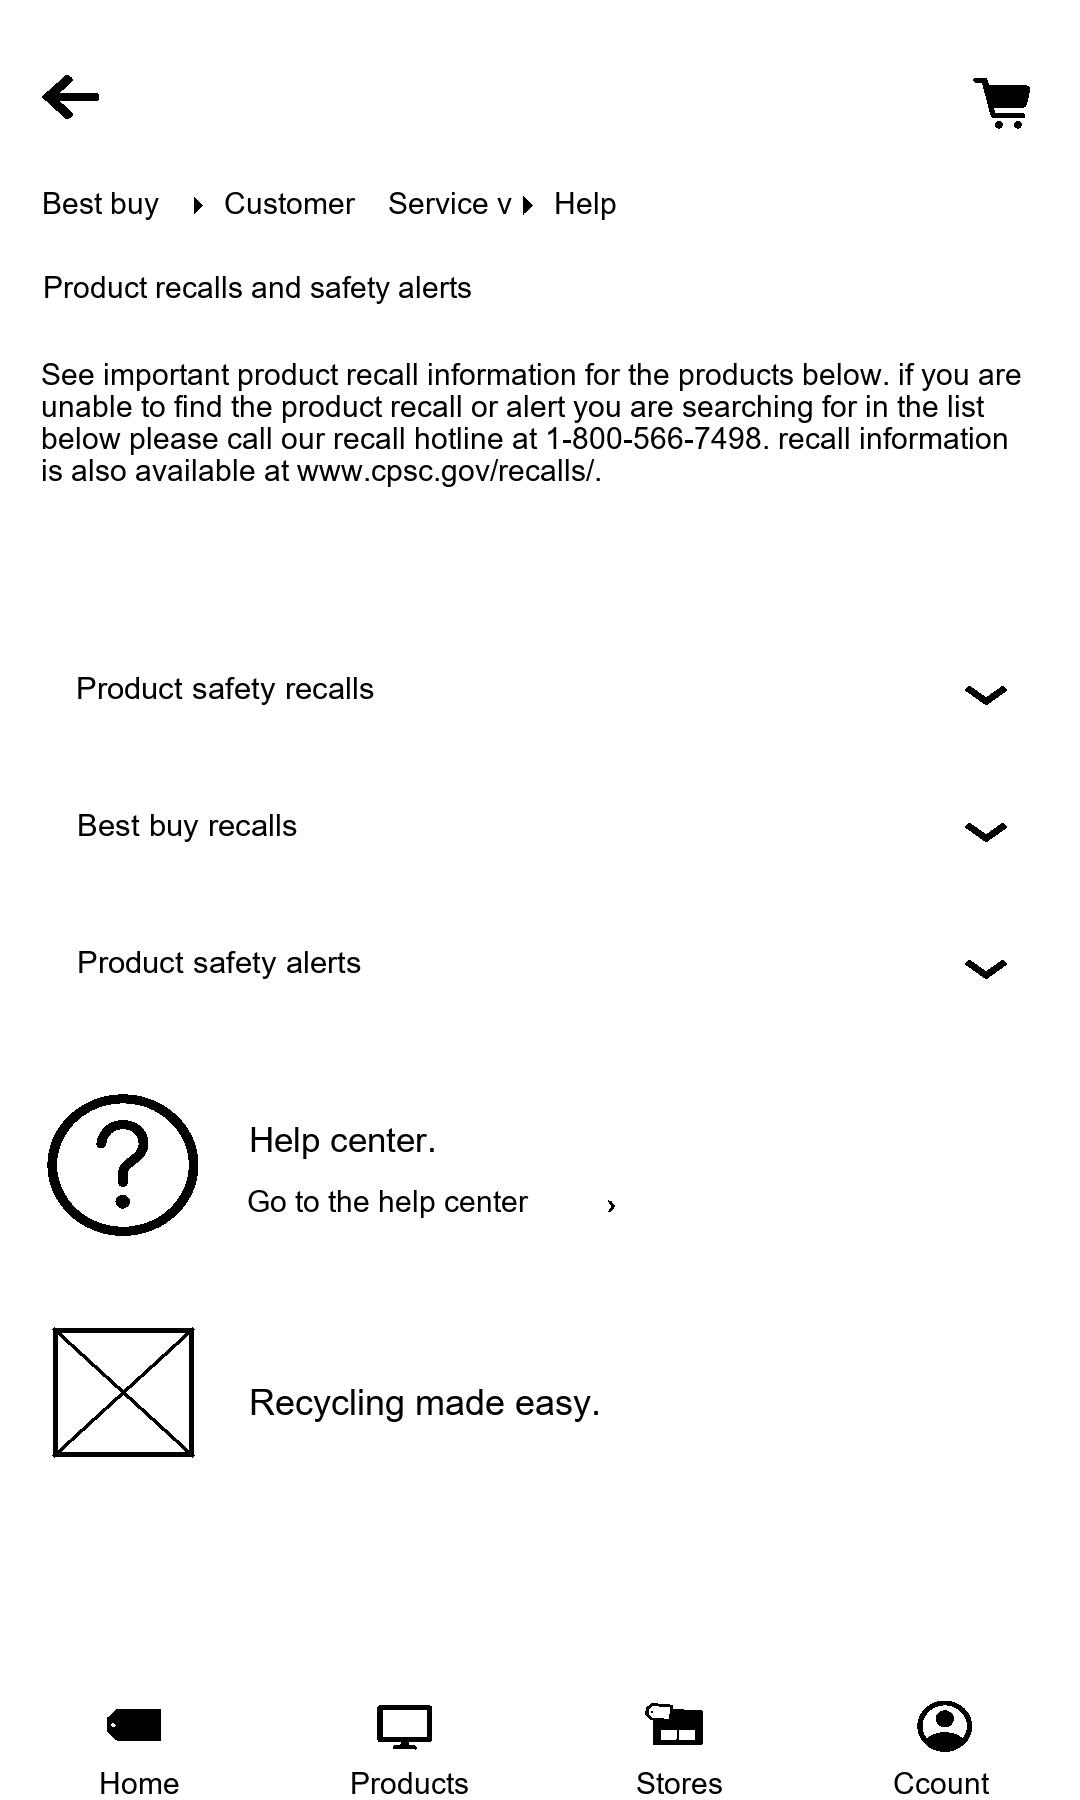 Best buy Customer Service v Help
Product recalls and safety alerts
See important product recall information for the products below. if you are
unable to find the product recall or alert you are searching for in the list
below please call our recall hotline at 1-800-566-7498. recall information
is also available at www.cpsc.gov/recalls/.
Product safety recalls
Best buy recalls
Product safety alerts
Help center.
Go to the help center
Recycling made easy.
Home Products Stores Ccount